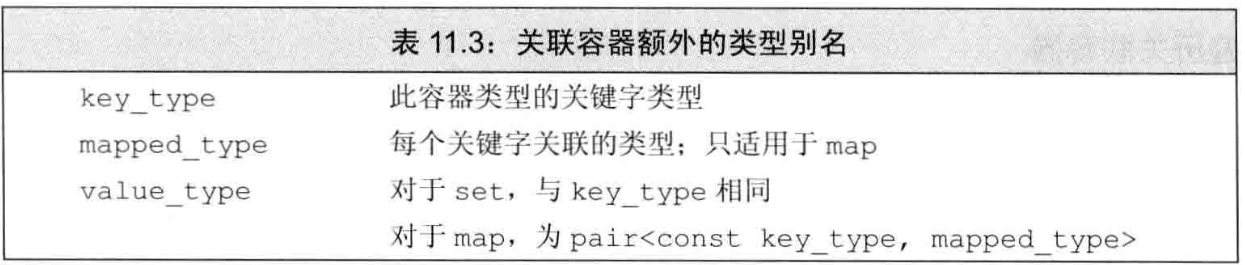 表 11.3：关联容器额外的类型别名
key_type 此容器类型的关键字类型
mapped_type 每个关键字关联的类型；只适用于 map
value_type 对于 set，与 key_type 相同
对于 map，为 pair<const key_type, mapped_type>